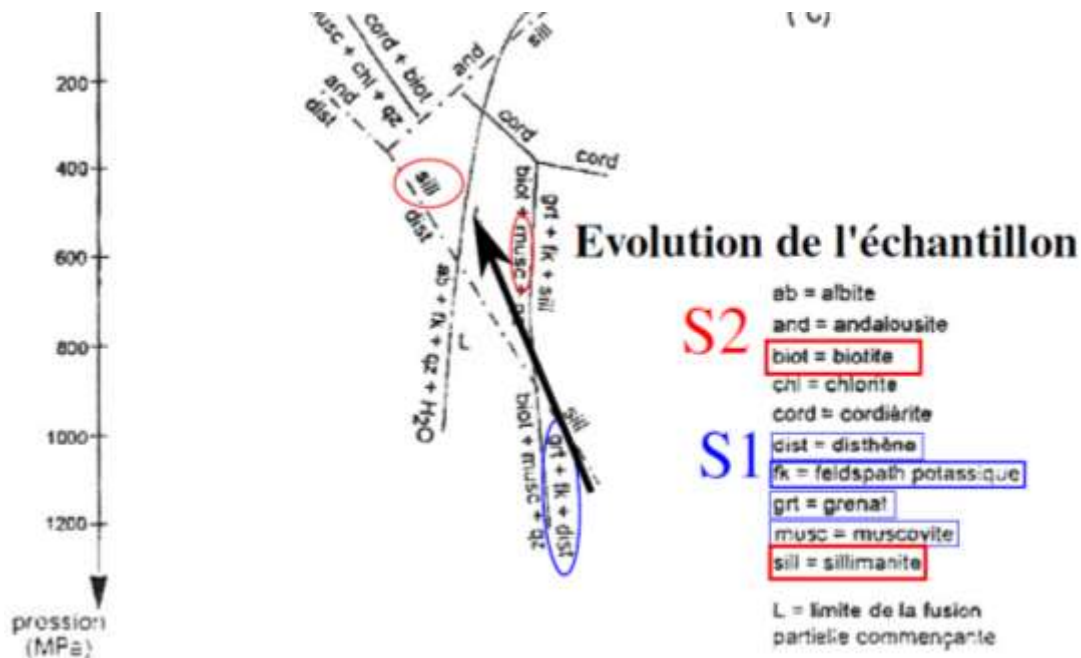 (°C)
sill
and
cord + biot
musc + chl + qz
200
and
dist
cord
400
cord
sill
dist
biot + musc +
grt + fk + sill
Evolution de l'échantillon
600
ab + fk + qz + H2O
L
ab = albite
S2
and = andalousite
800
biot = biotite
chl = chlorite
biot + musc + qz
sill
cord = cordiérite
1000
grt + fk + dist
S1
dist = disthène
fk = feldspath potassique
grt = grenat
1200
musc = muscovite
sill = sillimanite
pression
(MPa)
L = limite de la fusion
partielle commençante